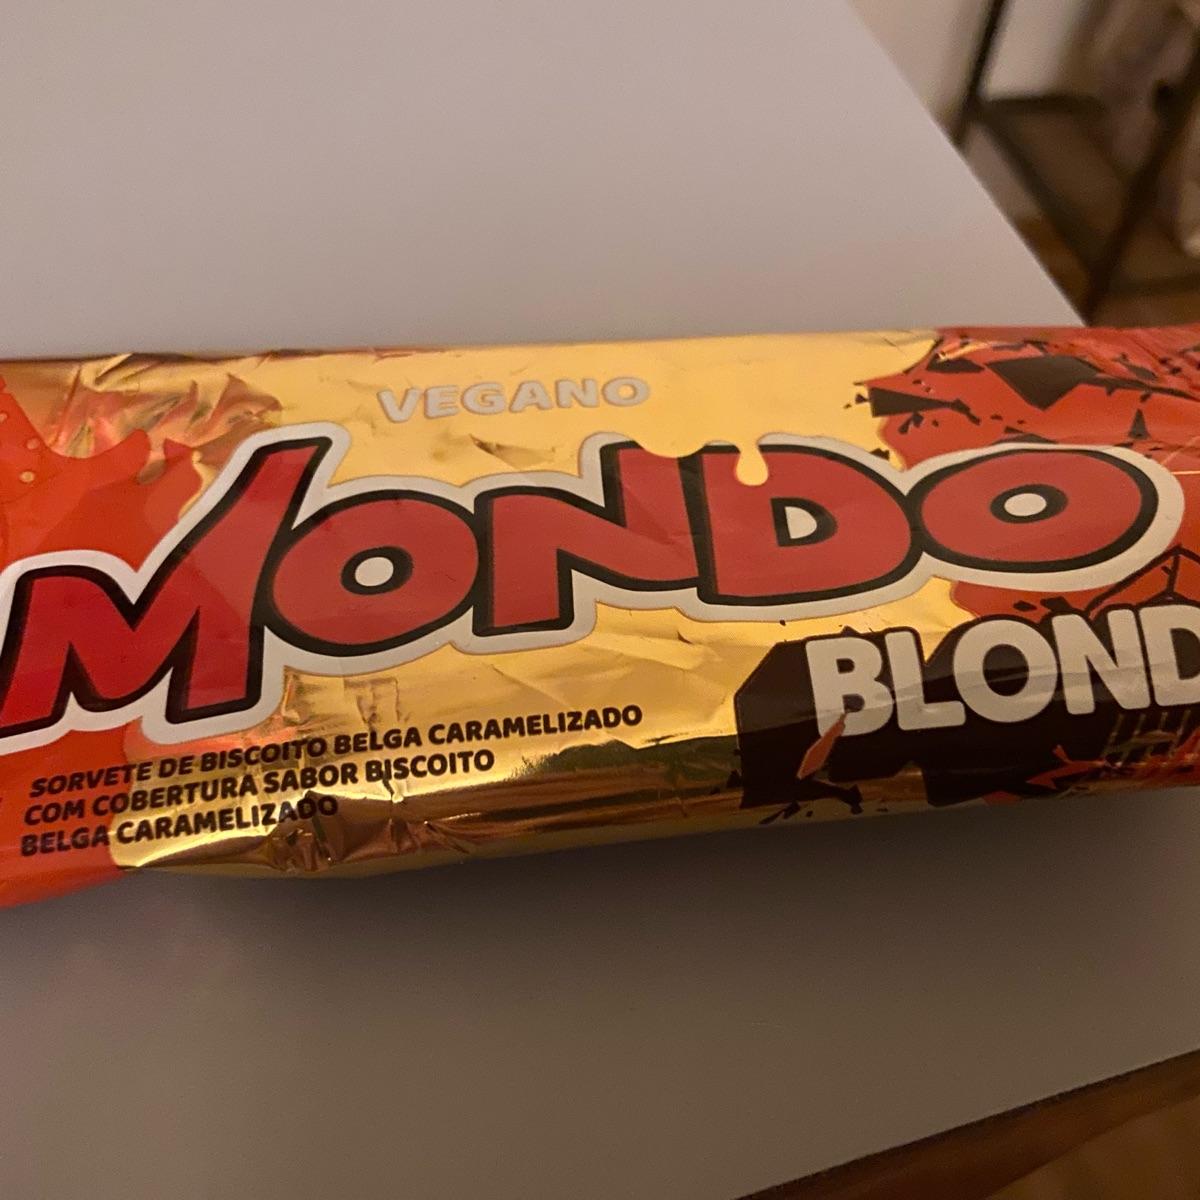 VEGANO
MONDO
BLOND
SORVETE DE BISCOITO BELGA CARAMELIZADO
COM COBERTURA SABOR BISCOITO
BELGA CARAMELIZADO